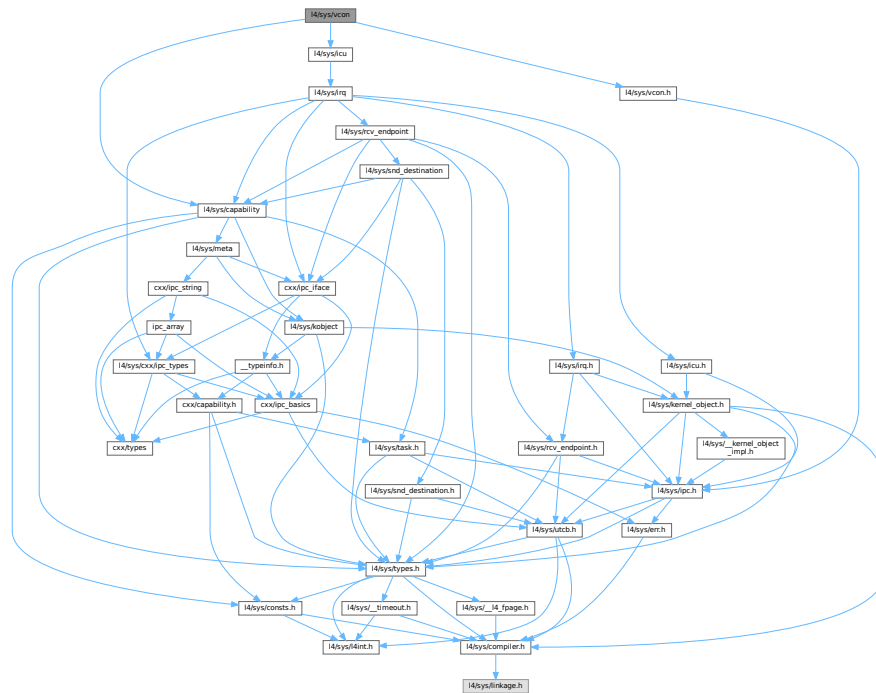 l4/sys/vcon
l4/sys/icu
l4/sys/irq
l4/sys/vcon.h
l4/sys/rcv_endpoint
l4/sys/snd_destination
l4/sys/capability
l4/sys/meta
cxx/ipc_string
cxx/ipc_iface
ipc_array
l4/sys/kobject
l4/sys/cxx/ipc_types
__typeinfo.h
l4/sys/irq.h
l4/sys/icu.h
cxx/capability.h
cxx/ipc_basics
l4/sys/kernel_object.h
cxx/types
l4/sys/task.h
l4/sys/rcv_endpoint.h
l4/sys/__kernel_object
_impl.h
l4/sys/snd_destination.h
l4/sys/ipc.h
l4/sys/utcb.h
l4/sys/err.h
l4/sys/types.h
l4/sys/consts.h
l4/sys/__timeout.h
l4/sys/__l4_fpage.h
l4/sys/l4int.h
l4/sys/compiler.h
l4/sys/linkage.h